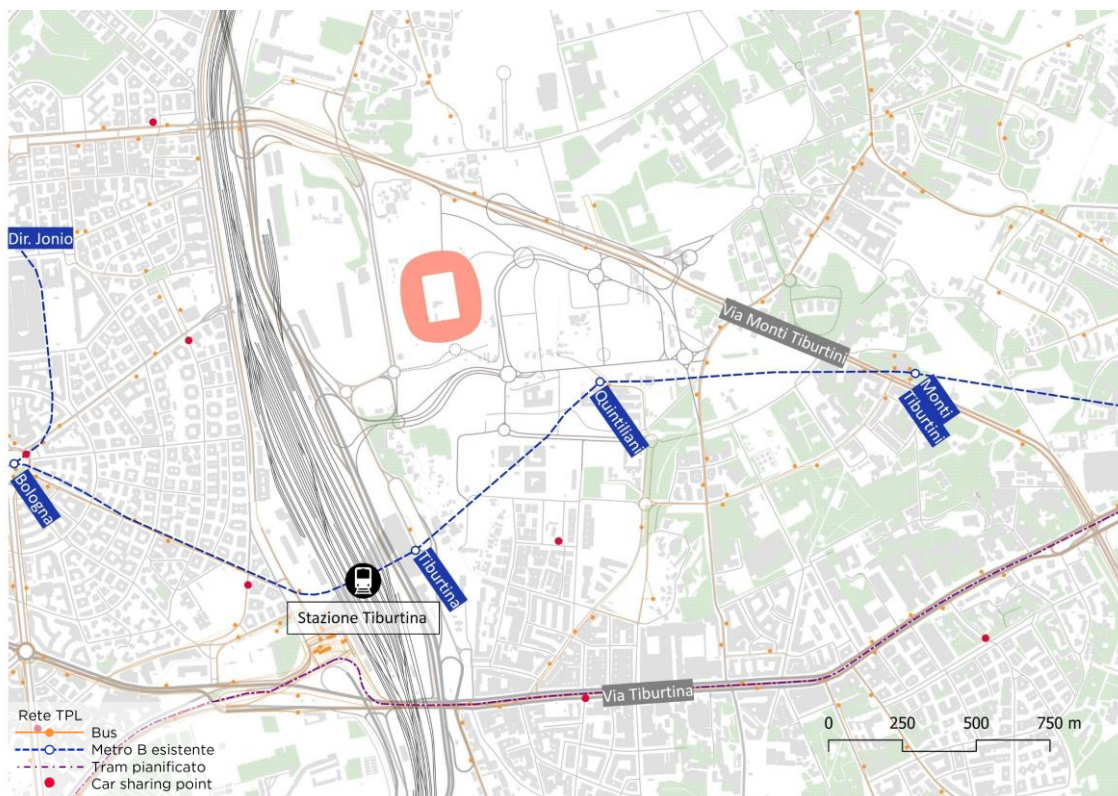 Dir. Jonio
Via Monti Tiburtini
Monti
Tiburtini
Quintiliani
Bologna
Tiburtina
Stazione Tiburtina
Via Tiburtina
Rete TPL
Bus
Metro B esistente
Tram pianificato
Car sharing point
0 250 500 750 m